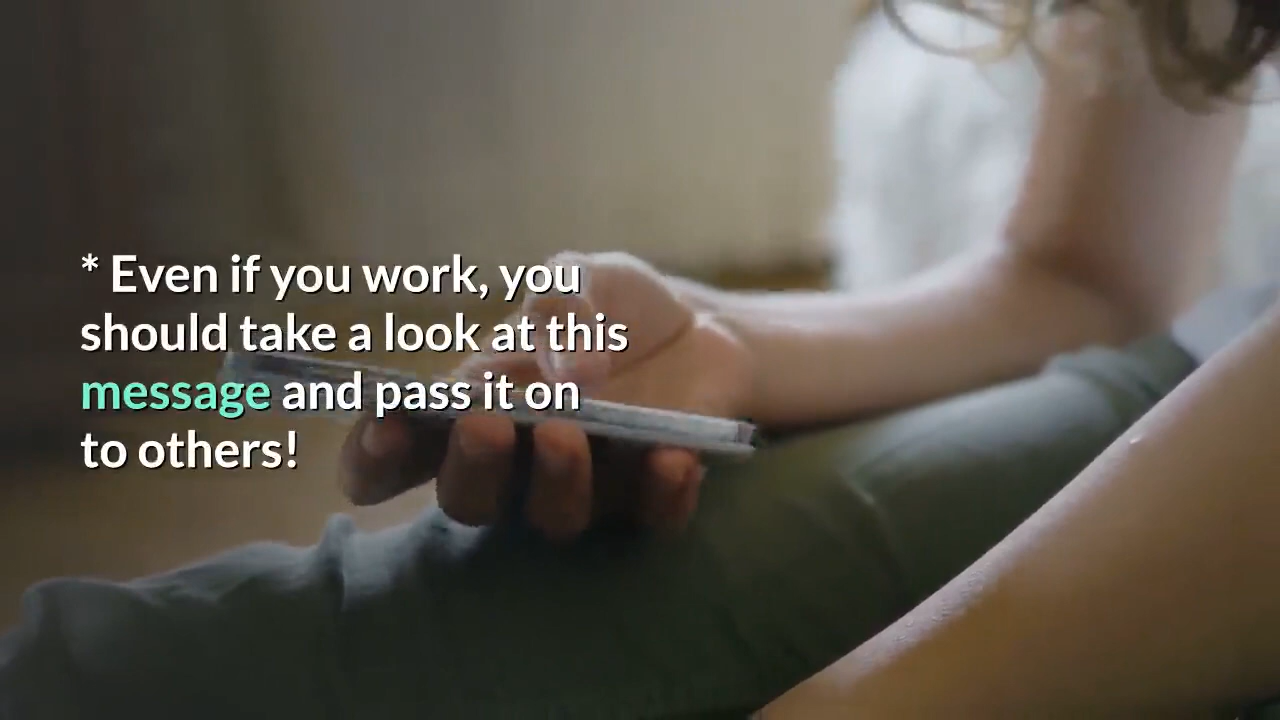 * Even if you work, you
should take a look at this
message and pass it on
to others!